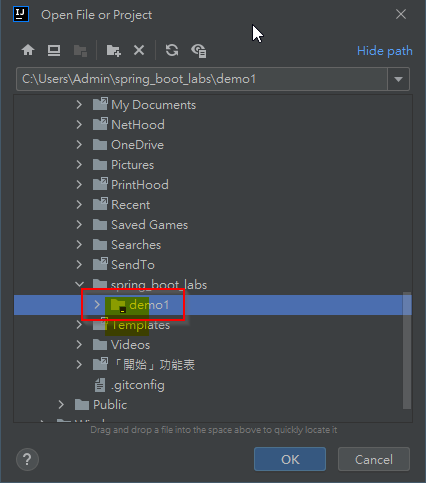 IJ
Open File or Project
Hide path
C:\Users\Admin\spring_boot_labs\demo1
My Documents
NetHood
OneDrive
Pictures
PrintHood
Recent
Saved Games
Searches
SendTo
spring_boot_labs
demo1
Templates
Videos
「開始」功能表
.gitconfig
Public
Drag and drop a file into the space above to quickly locate it
?
OK
Cancel